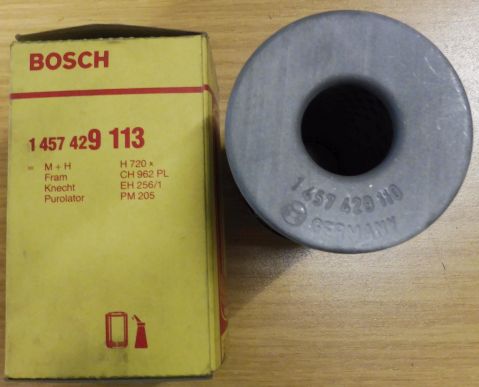 BOSCH
1 457 429 113
= M + H H 720 x
Fram CH 962 PL
Knecht EH 256/1
Purolator PM 205
1 457 429 110
GERMANY